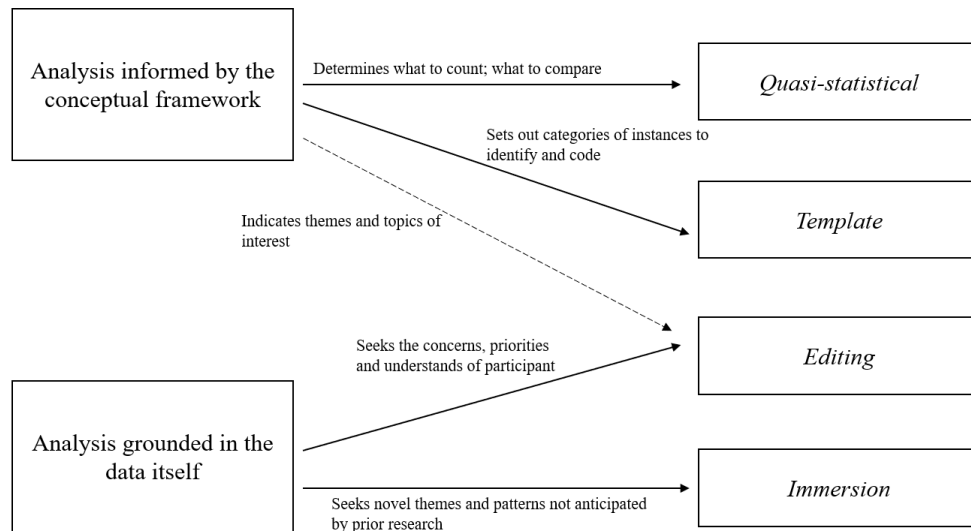 Analysis informed by the
conceptual framework
Determines what to count; what to compare
Quasi-statistical
Sets out categories of instances to
identify and code
Template
Indicates themes and topics of
interest
Seeks the concerns, priorities
and understands of participant
Editing
Analysis grounded in the
data itself
Seeks novel themes and patterns not anticipated
by prior research
Immersion